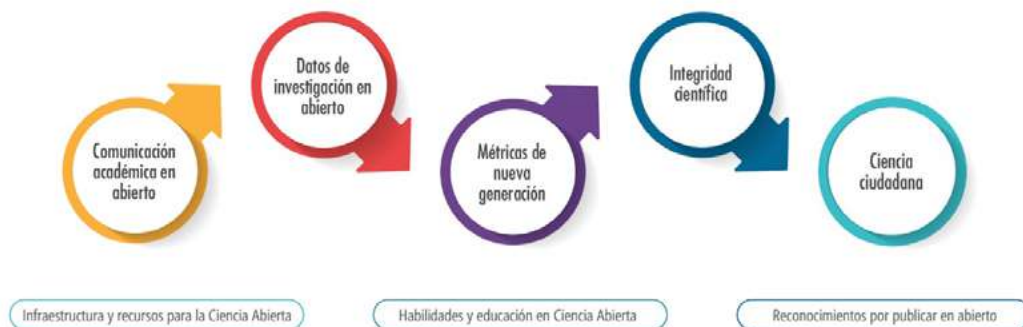 Comunicación
académica en
abierto
Datos de
investigación en
abierto
Métricas de
nueva
generación
Integridad
científica
Ciencia
ciudadana
Infraestructura y recursos para la Ciencia Abierta
Habilidades y educación en Ciencia Abierta
Reconocimientos por publicar en abierto